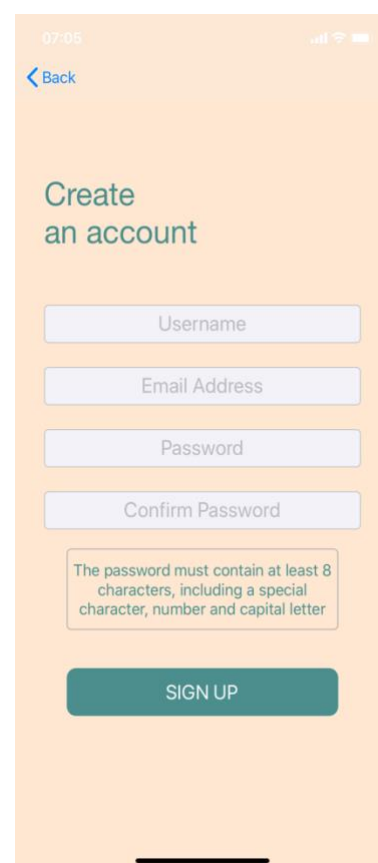 07:05
Back
Create
an account
Username
Email Address
Password
Confirm Password
The password must contain at least 8
characters, including a special
character, number and capital letter
SIGN UP